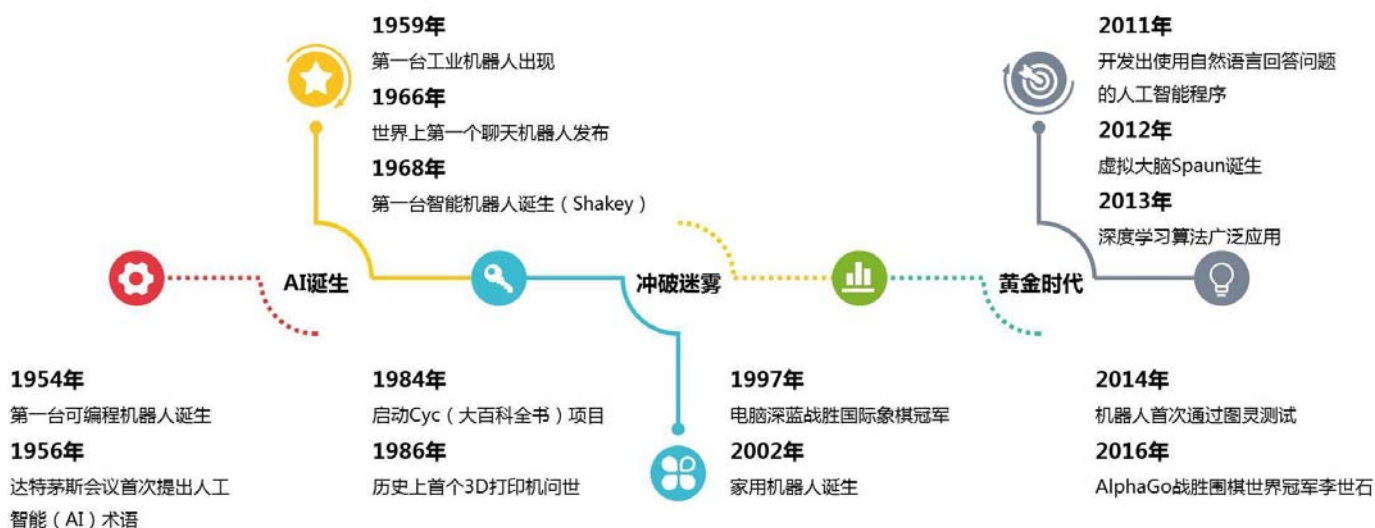 1959年
第一台工业机器人出现
1966年
世界上第一个聊天机器人发布
1968年
第一台智能机器人诞生（Shakey）
2011年
开发出使用自然语言回答问题
的人工智能程序
2012年
虚拟大脑Spaun诞生
2013年
深度学习算法广泛应用
AI诞生
冲破迷雾
黄金时代
1954年
第一台可编程机器人诞生
1956年
达特茅斯会议首次提出人工
智能（AI）术语
1984年
启动Cyc（大百科全书）项目
1986年
历史上首个3D打印机问世
1997年
电脑深蓝战胜国际象棋冠军
2002年
家用机器人诞生
2014年
机器人首次通过图灵测试
2016年
AlphaGo战胜围棋世界冠军李世石